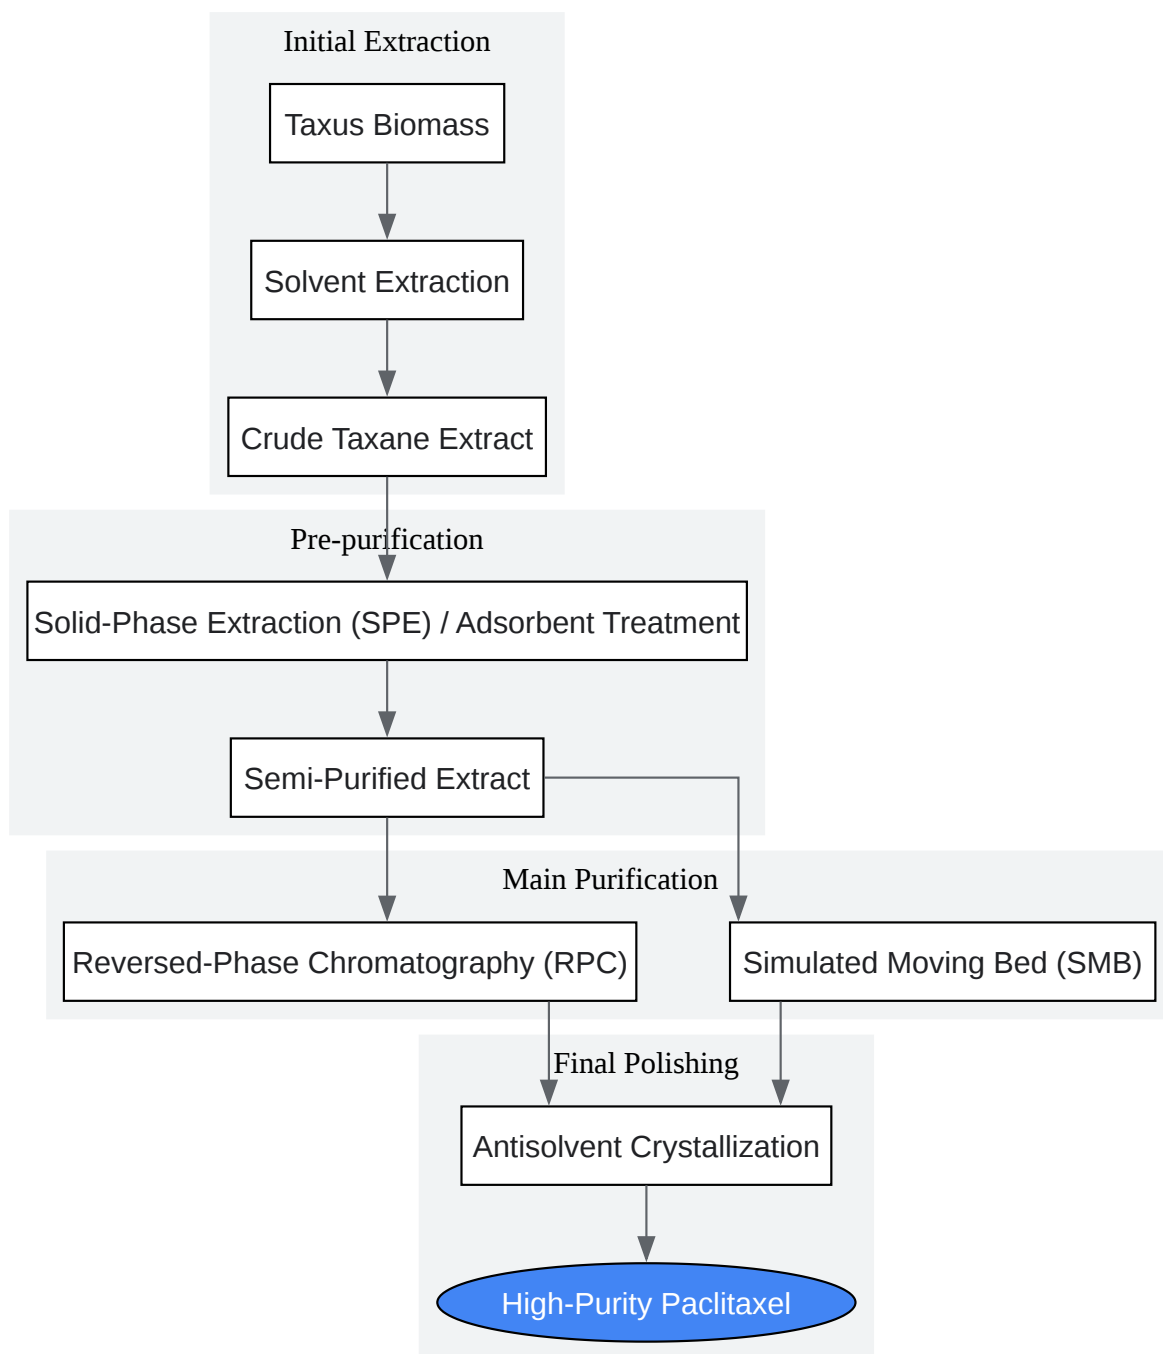 Initial Extraction
Taxus Biomass
Solvent Extraction
Crude Taxane Extract
Pre-purification
Solid-Phase Extraction (SPE) / Adsorbent Treatment
Semi-Purified Extract
Main Purification
Reversed-Phase Chromatography (RPC)
Simulated Moving Bed (SMB)
Final Polishing
Antisolvent Crystallization
High-Purity Paclitaxel